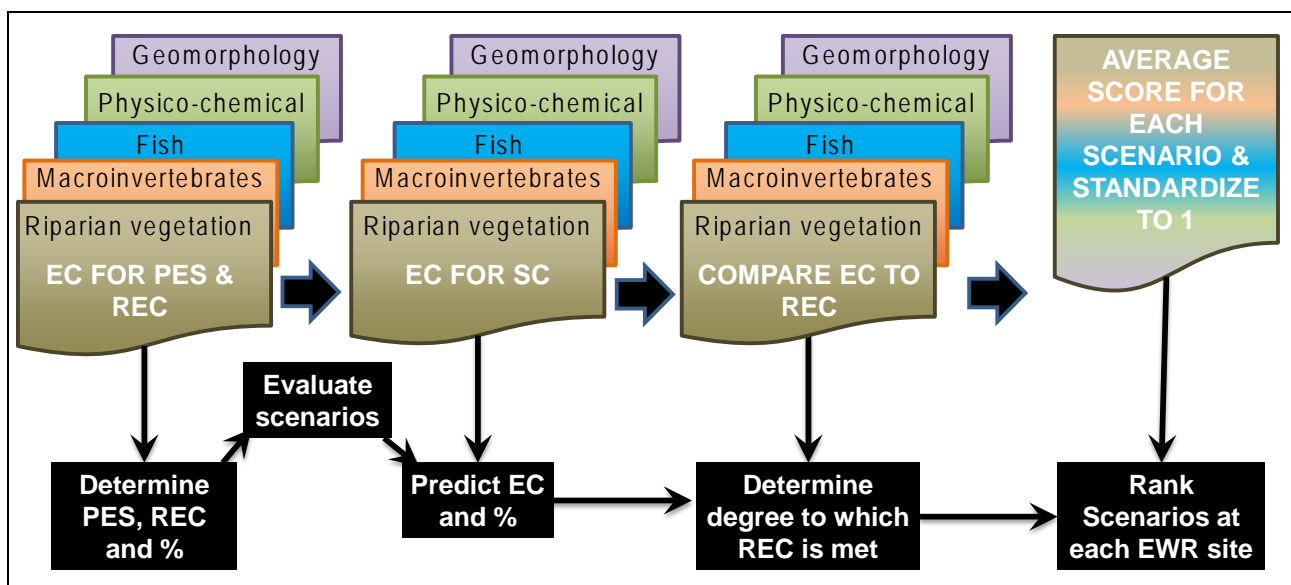 Geomorphology
Physico-chemical
Fish
Macroinvertebrates
Riparian vegetation
EC FOR PES &
REC
Geomorphology
Physico-chemical
Fish
Macroinvertebrates
Riparian vegetation
EC FOR SC
Geomorphology
Physico-chemical
Fish
Macroinvertebrates
Riparian vegetation
COMPARE EC TO
REC
AVERAGE
SCORE FOR
EACH
SCENARIO &
STANDARDIZE
TO 1
Evaluate
scenarios
Determine
PES, REC
and %
Predict EC
and %
Determine
degree to which
REC is met
Rank
Scenarios at
each EWR site